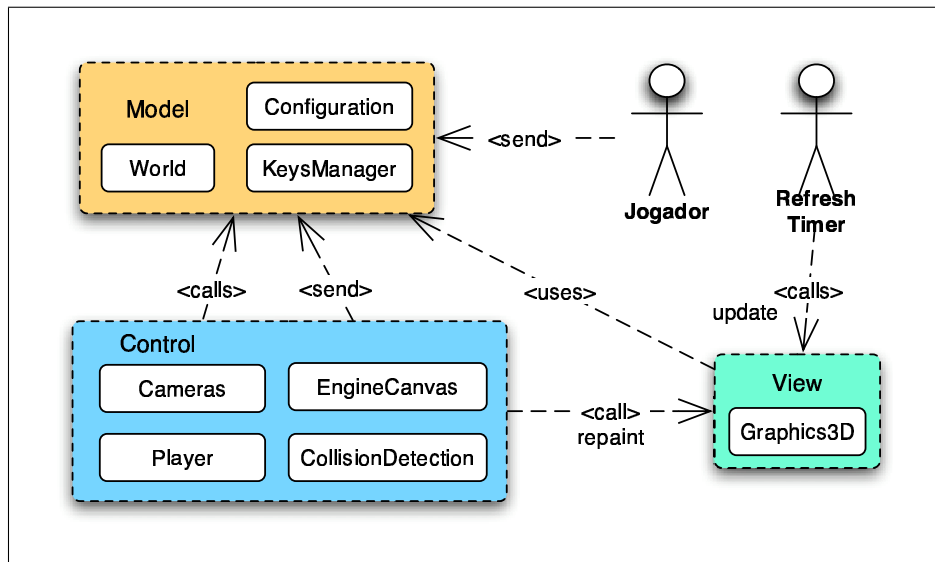 Model
Configuration
World
KeysManager
<send>
Jogador
Refresh
Timer
<calls>
<send>
<uses>
<calls>
update
Control
Cameras
EngineCanvas
Player
CollisionDetection
<call>
repaint
View
Graphics3D